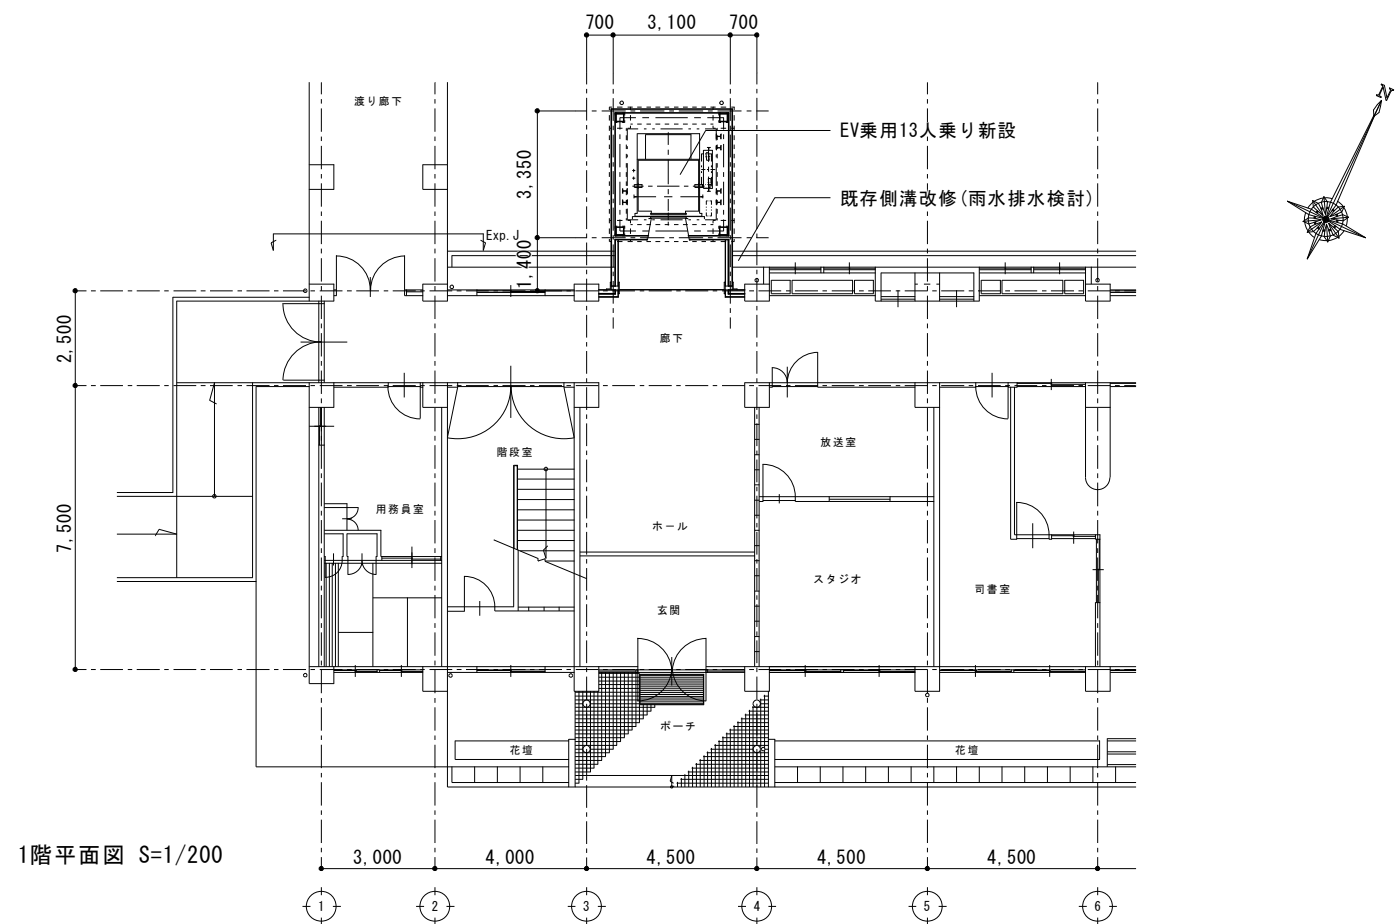 700 3,100 700
渡り廊下
N
EV乗用13人乗り新設
3,350
既存側溝改修(雨水排水検討)
Exp.J
1,400
2,500
廊下
放送室
階段室
用務員室
7,500
ホール
スタジオ
司書室
玄関
ポーチ
花壇
花壇
1階平面図 S=1/200
3,000 4,000 4,500 4,500 4,500
1 2 3 4 5 6